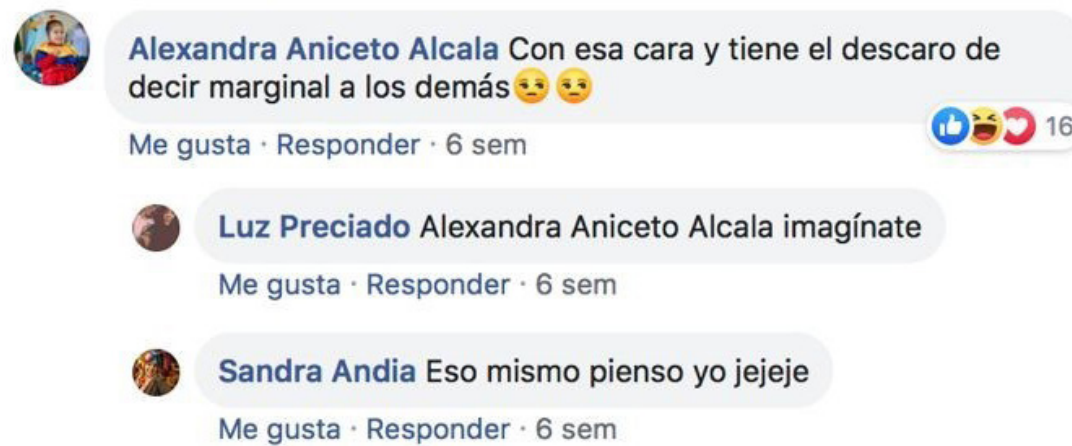 Alexandra Aniceto Alcala Con esa cara y tiene el descaro de
decir marginal a los demás😒😒
16
Me gusta · Responder · 6 sem
Luz Preciado Alexandra Aniceto Alcala imagínate
Me gusta · Responder · 6 sem
Sandra Andia Eso mismo pienso yo jejeje
Me gusta · Responder · 6 sem